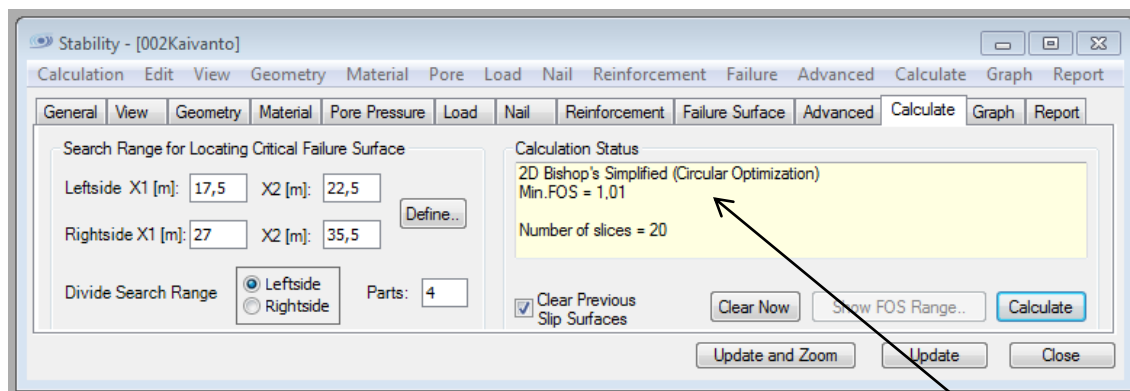 Stability - [002Kaivanto]
Calculation Edit View Geometry Material Pore Load Nail Reinforcement Failure Advanced Calculate Graph Report
General View Geometry Material Pore Pressure Load Nail Reinforcement Failure Surface Advanced Calculate Graph Report
Search Range for Locating Critical Failure Surface
Leftside X1 [m]: 17,5 X2 [m]: 22,5
Define..
Rightside X1 [m]: 27 X2 [m]: 35,5
Divide Search Range
Leftside
Rightside
Parts: 4
Calculation Status
2D Bishop's Simplified (Circular Optimization)
Min.FOS = 1,01
Number of slices = 20
Clear Previous
Slip Surfaces
Clear Now Show FOS Range.. Calculate
Update and Zoom Update Close